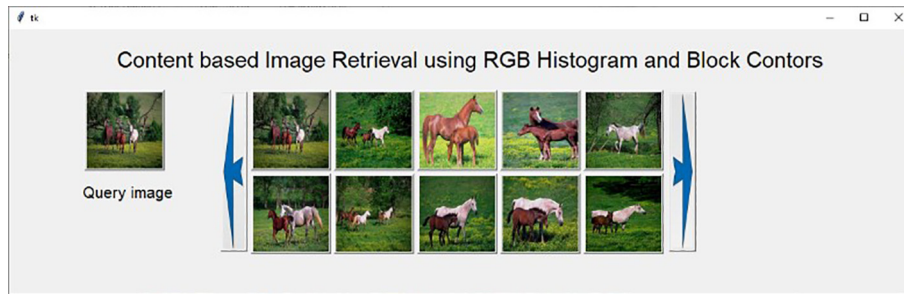 tk
Content based Image Retrieval using RGB Histogram and Block Contors
Query image